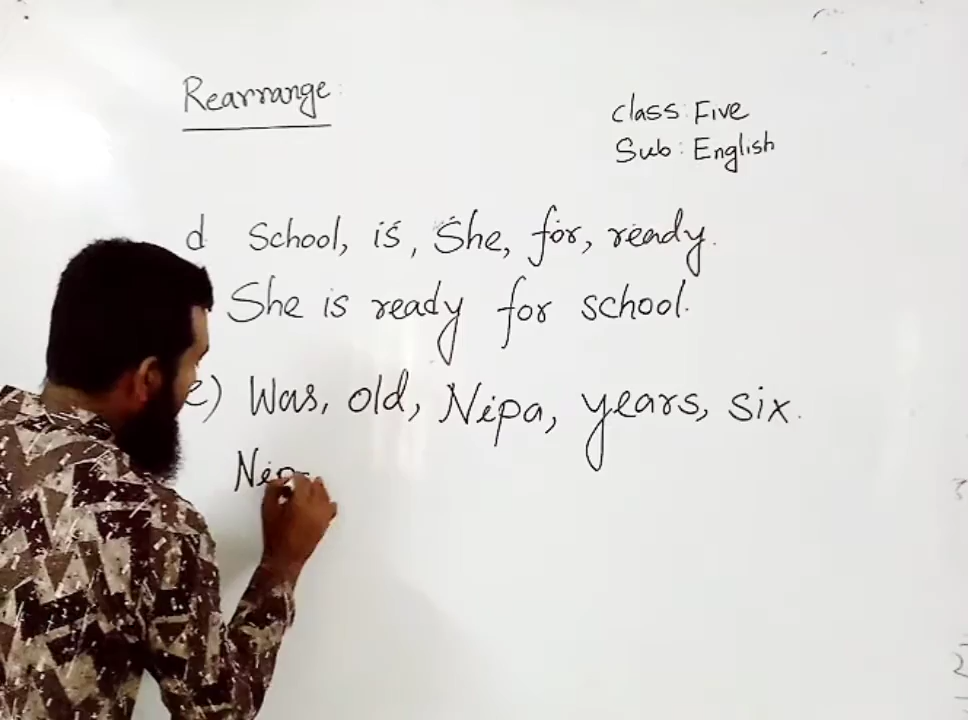 Rearrange:
class: Five
Sub: English
d School, is, She, for, ready.
She is ready for school.
e) Was, old, Nipa, years, six.
Nip